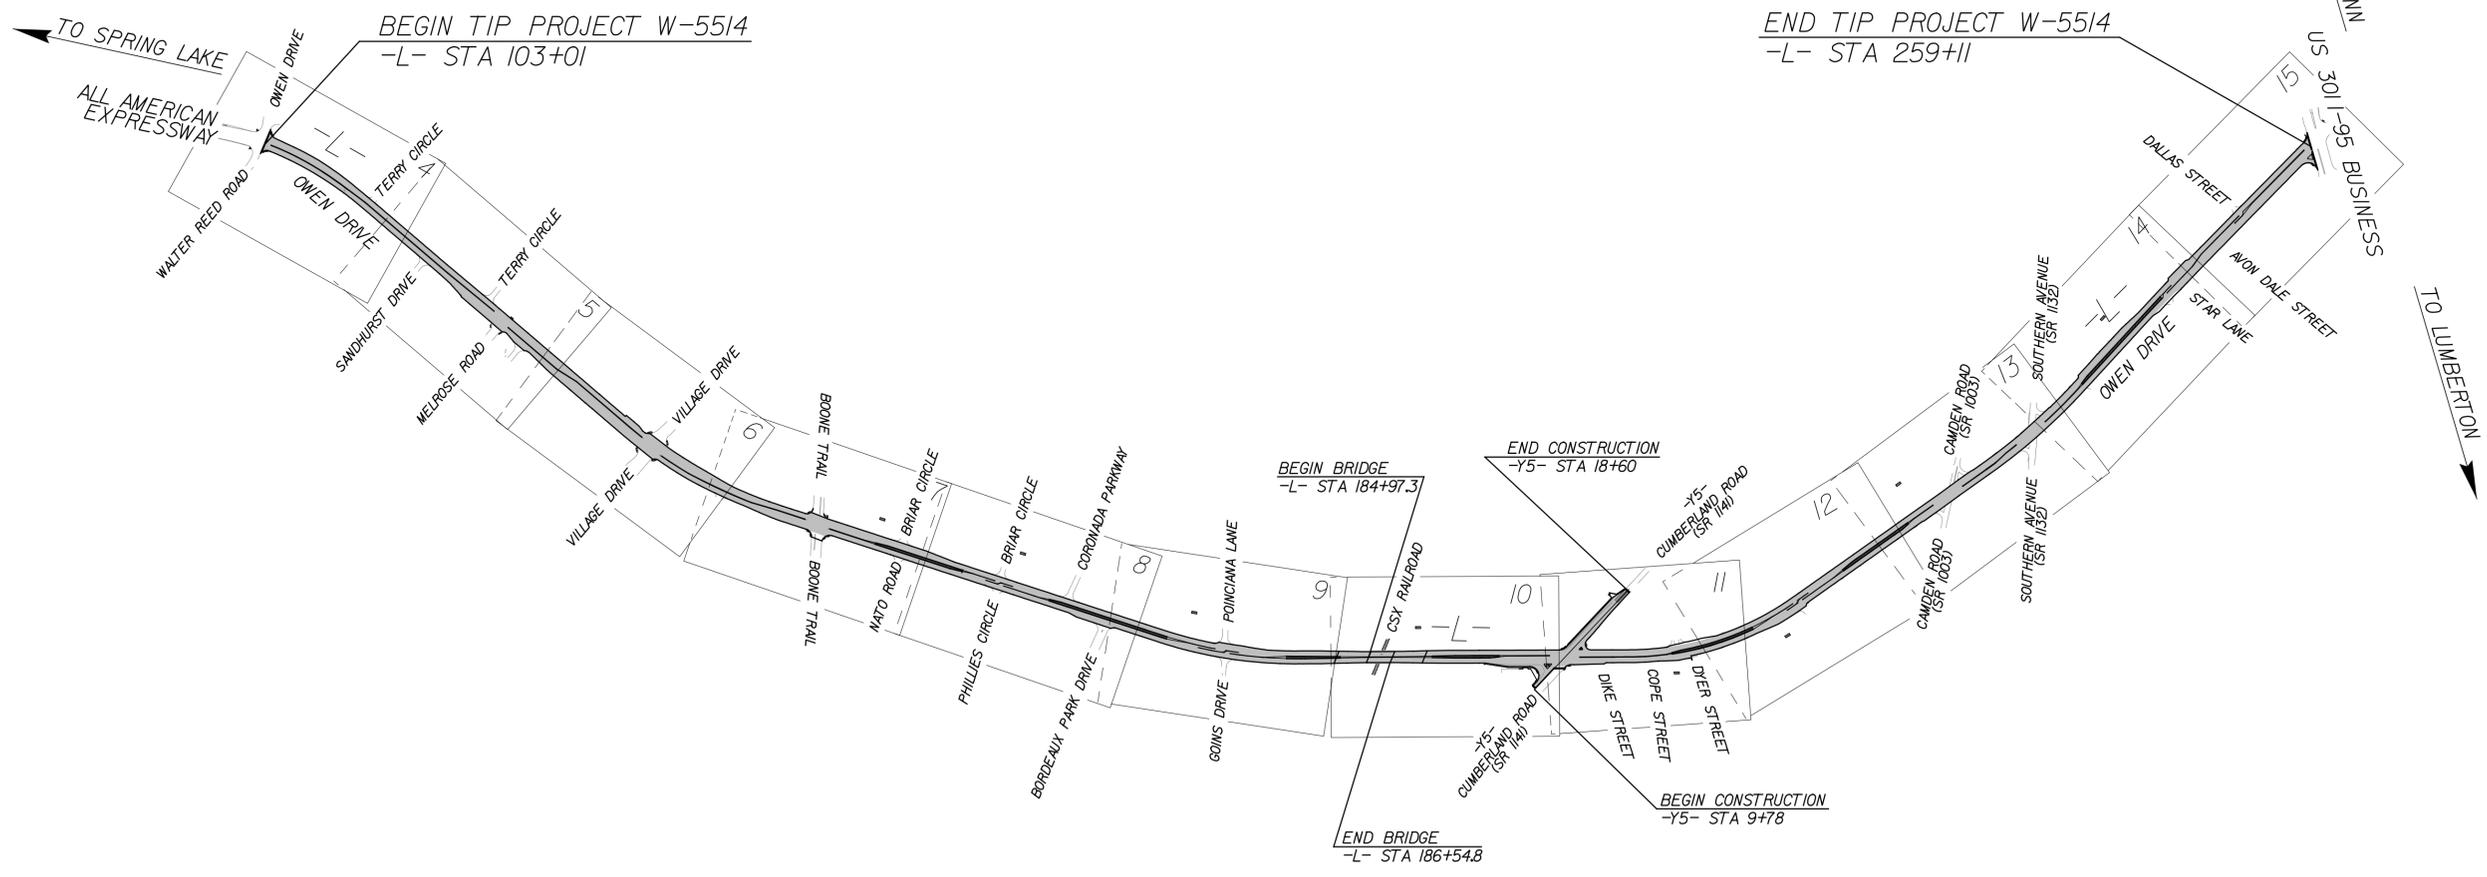 TO SPRING LAKE
ALL AMERICAN
EXPRESSWAY
OWEN DRIVE
BEGIN TIP PROJECT W-5514
-L- STA 103+01
END TIP PROJECT W-5514
-L- STA 259+11
NN
US 301 I-95 BUSINESS
TO LUMBERTON
WALTER REED ROAD
-L-
OWEN DRIVE
TERRY CIRCLE
4
SANDHURST DRIVE
TERRY CIRCLE
MELROSE ROAD
5
VILLAGE DRIVE
VILLAGE DRIVE
6
BOONE TRAIL
BOONE TRAIL
NATO ROAD
BRIAR CIRCLE
7
PHILLIES CIRCLE
BRIAR CIRCLE
CORONADA PARKWAY
BORDEAUX PARK DRIVE
8
POINCIANA LANE
GOINS DRIVE
9
BEGIN BRIDGE
-L- STA 184+97.3
CSX RAILROAD
-L-
END BRIDGE
-L- STA 186+54.8
10
END CONSTRUCTION
-Y5- STA 18+60
-Y5-
CUMBERLAND ROAD
(SR 1141)
-Y5-
CUMBERLAND ROAD
(SR 1141)
BEGIN CONSTRUCTION
-Y5- STA 9+78
DIKE STREET
COPE STREET
DYER STREET
11
12
CAMDEN ROAD
(SR 1003)
CAMDEN ROAD
(SR 1003)
SOUTHERN AVENUE
(SR 1132)
SOUTHERN AVENUE
(SR 1132)
13
OWEN DRIVE
-L-
14
STAR LANE
AVON DALE STREET
DALLAS STREET
15